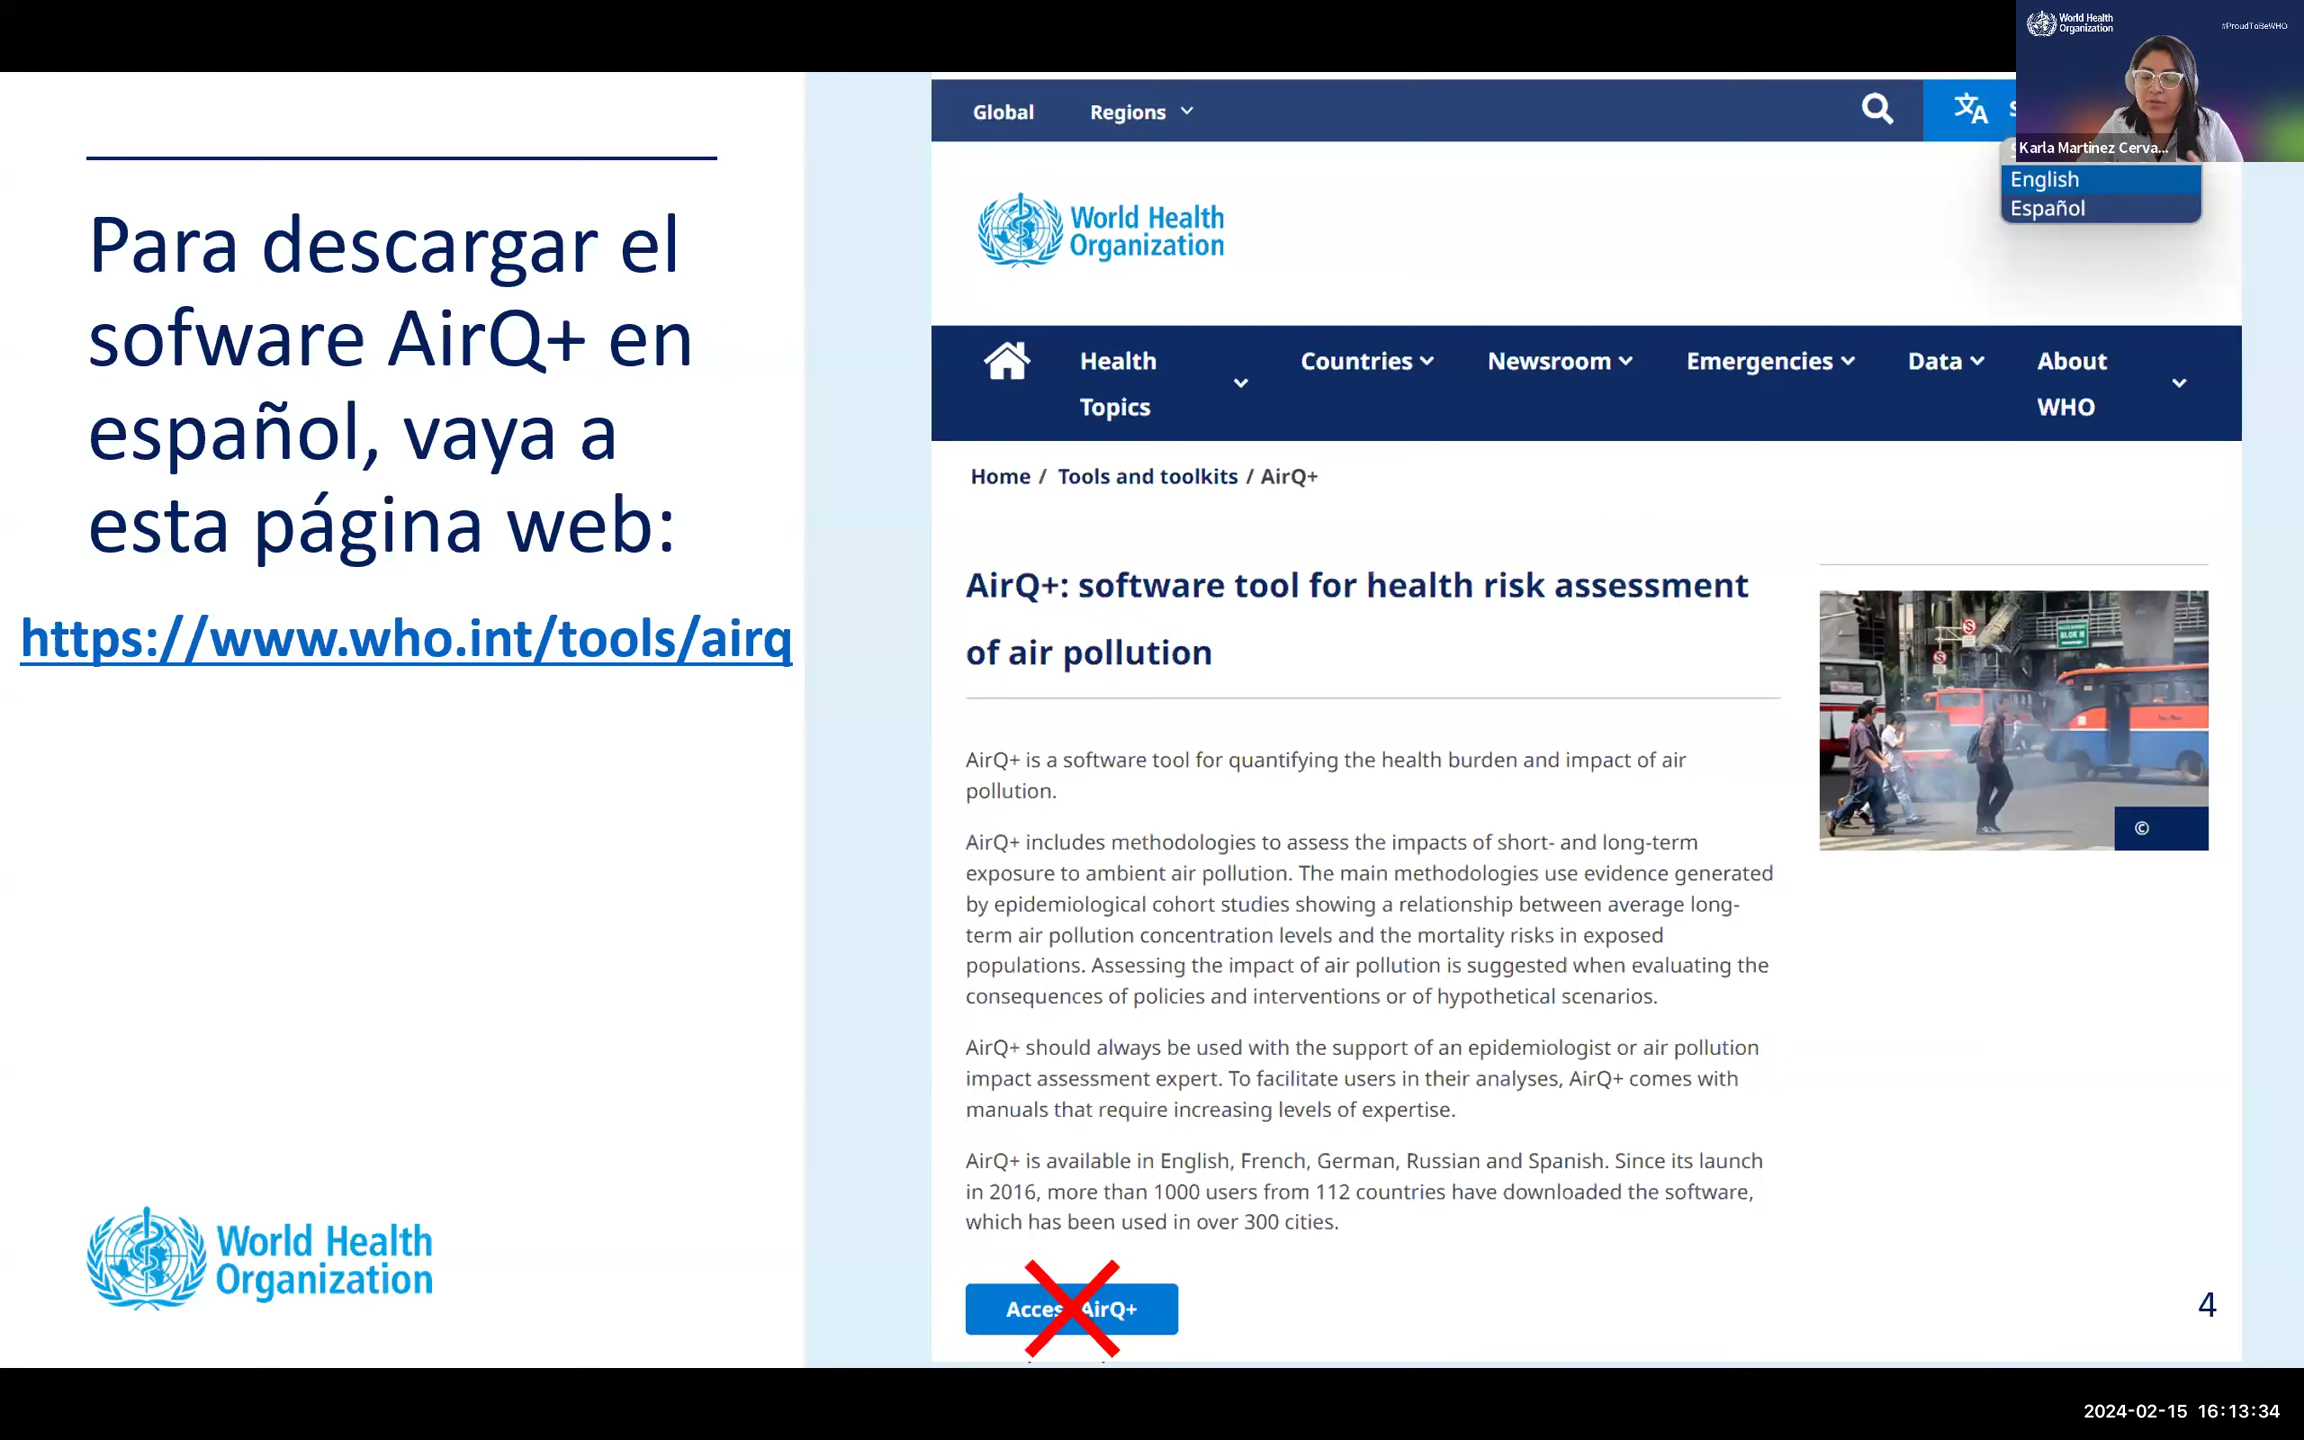 World Health
Organization
#ProudToBeWHO
Karla Martinez Cerva...
Para descargar el
sofware AirQ+ en
español, vaya a
esta página web:
https://www.who.int/tools/airq
World Health
Organization
Global
Regions
English
Español
World Health
Organization
Health
Topics
Countries
Newsroom
Emergencies
Data
About
WHO
Home / Tools and toolkits / AirQ+
AirQ+: software tool for health risk assessment
of air pollution
AirQ+ is a software tool for quantifying the health burden and impact of air
pollution.
AirQ+ includes methodologies to assess the impacts of short- and long-term
exposure to ambient air pollution. The main methodologies use evidence generated
by epidemiological cohort studies showing a relationship between average long-
term air pollution concentration levels and the mortality risks in exposed
populations. Assessing the impact of air pollution is suggested when evaluating the
consequences of policies and interventions or of hypothetical scenarios.
AirQ+ should always be used with the support of an epidemiologist or air pollution
impact assessment expert. To facilitate users in their analyses, AirQ+ comes with
manuals that require increasing levels of expertise.
AirQ+ is available in English, French, German, Russian and Spanish. Since its launch
in 2016, more than 1000 users from 112 countries have downloaded the software,
which has been used in over 300 cities.
Access AirQ+
BLOK M
©
4
2024-02-15 16:13:34